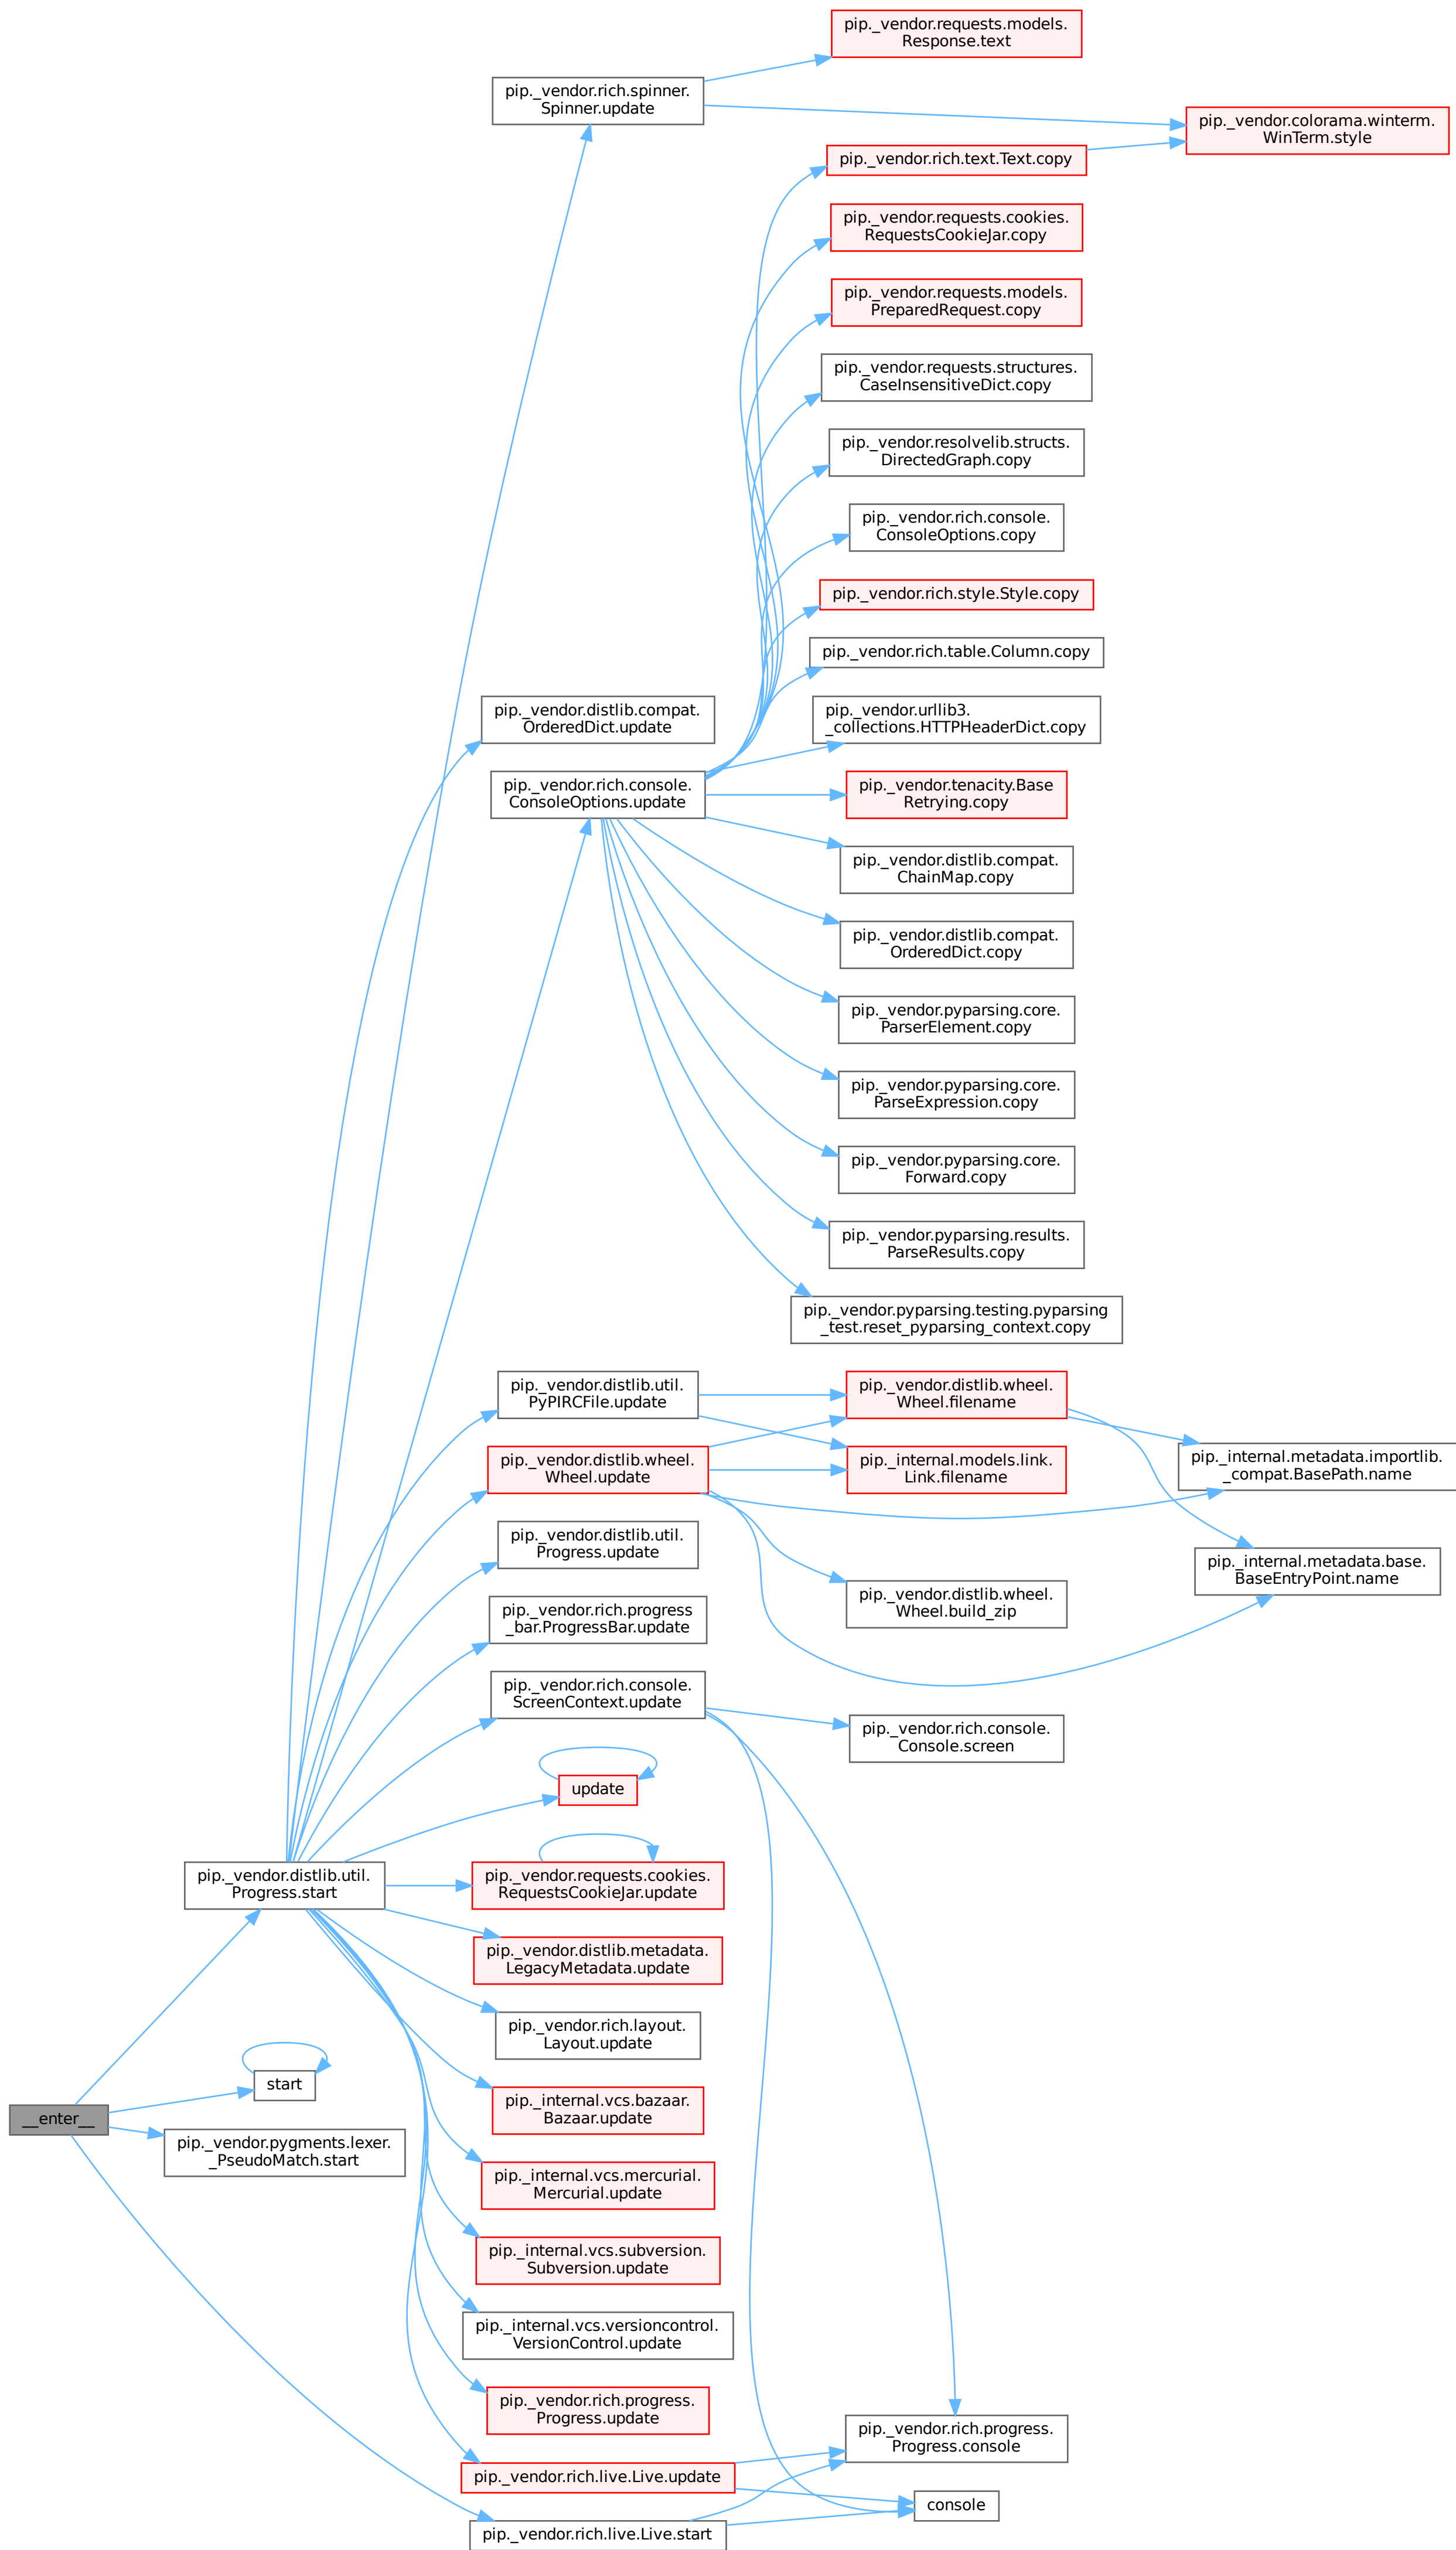 pip._vendor.requests.models.
Response.text
pip._vendor.rich.spinner.
Spinner.update
pip._vendor.colorama.winterm.
WinTerm.style
pip._vendor.rich.text.Text.copy
pip._vendor.requests.cookies.
RequestsCookieJar.copy
pip._vendor.requests.models.
PreparedRequest.copy
pip._vendor.requests.structures.
CaseInsensitiveDict.copy
pip._vendor.resolvelib.structs.
DirectedGraph.copy
pip._vendor.rich.console.
ConsoleOptions.copy
pip._vendor.rich.style.Style.copy
pip._vendor.rich.table.Column.copy
pip._vendor.distlib.compat.
OrderedDict.update
pip._vendor.urllib3.
_collections.HTTPHeaderDict.copy
pip._vendor.rich.console.
ConsoleOptions.update
pip._vendor.tenacity.Base
Retrying.copy
pip._vendor.distlib.compat.
ChainMap.copy
pip._vendor.distlib.compat.
OrderedDict.copy
pip._vendor.pyparsing.core.
ParserElement.copy
pip._vendor.pyparsing.core.
ParseExpression.copy
pip._vendor.pyparsing.core.
Forward.copy
pip._vendor.pyparsing.results.
ParseResults.copy
pip._vendor.pyparsing.testing.pyparsing
_test.reset_pyparsing_context.copy
pip._vendor.distlib.util.
PyPIRCFile.update
pip._vendor.distlib.wheel.
Wheel.filename
pip._vendor.distlib.wheel.
Wheel.update
pip._internal.models.link.
Link.filename
pip._internal.metadata.importlib.
_compat.BasePath.name
pip._vendor.distlib.util.
Progress.update
pip._internal.metadata.base.
BaseEntryPoint.name
pip._vendor.distlib.wheel.
Wheel.build_zip
pip._vendor.rich.progress
_bar.ProgressBar.update
pip._vendor.rich.console.
ScreenContext.update
pip._vendor.rich.console.
Console.screen
update
pip._vendor.distlib.util.
Progress.start
pip._vendor.requests.cookies.
RequestsCookieJar.update
pip._vendor.distlib.metadata.
LegacyMetadata.update
pip._vendor.rich.layout.
Layout.update
start
__enter__
pip._internal.vcs.bazaar.
Bazaar.update
pip._vendor.pygments.lexer.
_PseudoMatch.start
pip._internal.vcs.mercurial.
Mercurial.update
pip._internal.vcs.subversion.
Subversion.update
pip._internal.vcs.versioncontrol.
VersionControl.update
pip._vendor.rich.progress.
Progress.update
pip._vendor.rich.progress.
Progress.console
pip._vendor.rich.live.Live.update
console
pip._vendor.rich.live.Live.start